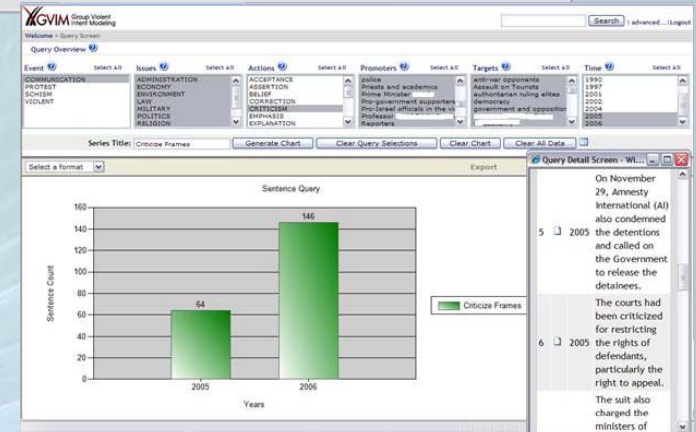 GVIM Group Violent Intent Modeling
Search | advanced...|Logout
Welcome > Query Screen
Query Overview
Event Select All Issues Select All Actions Select All Promoters Select All Targets Select All Time Select All
COMMUNICATION
PROTEST
SCHISM
VIOLENT
ADMINISTRATION
ECONOMY
ENVIRONMENT
LAW
MILITARY
POLITICS
RELIGION
ACCEPTANCE
ASSERTION
BELIEF
CORRECTION
CRITICISM
EMPHASIS
EXPLANATION
police
Priests and academics
Prime Minister
Pro-government supporters
Pro-Israel officials in the
Professor
Reporters
anti-war opponents
Assault on Tourists
authoritarian ruling elites
democracy
government and opposition
1990
1997
2001
2002
2004
2005
2006
Series Title: Criticize Frames Generate Chart Clear Query Selections Clear Chart Clear All Data
Select a format Export
Sentence Query
160
140
120
100
80
60
40
20
0
Sentence Count
64
146
2005 2006
Years
Criticize Frames
Query Detail Screen - Wi...
On November
29, Amnesty
International (AI)
also condemned
5 2005 the detentions
and called on
the Government
to release the
detainees.
The courts had
been criticized
for restricting
6 2005 the rights of
defendants,
particularly the
right to appeal.
The suit also
charged the
ministers of